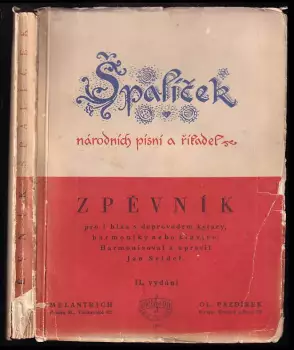 Špalíček
národních písní a říkadel
ZPĚVNÍK
pro 1 hlas s doprovodem kytary,
harmoniky nebo
Harmonisoval a upravil
Jan Seidel
II. vydání
MELANTRICH
OL. PAZDÍREK